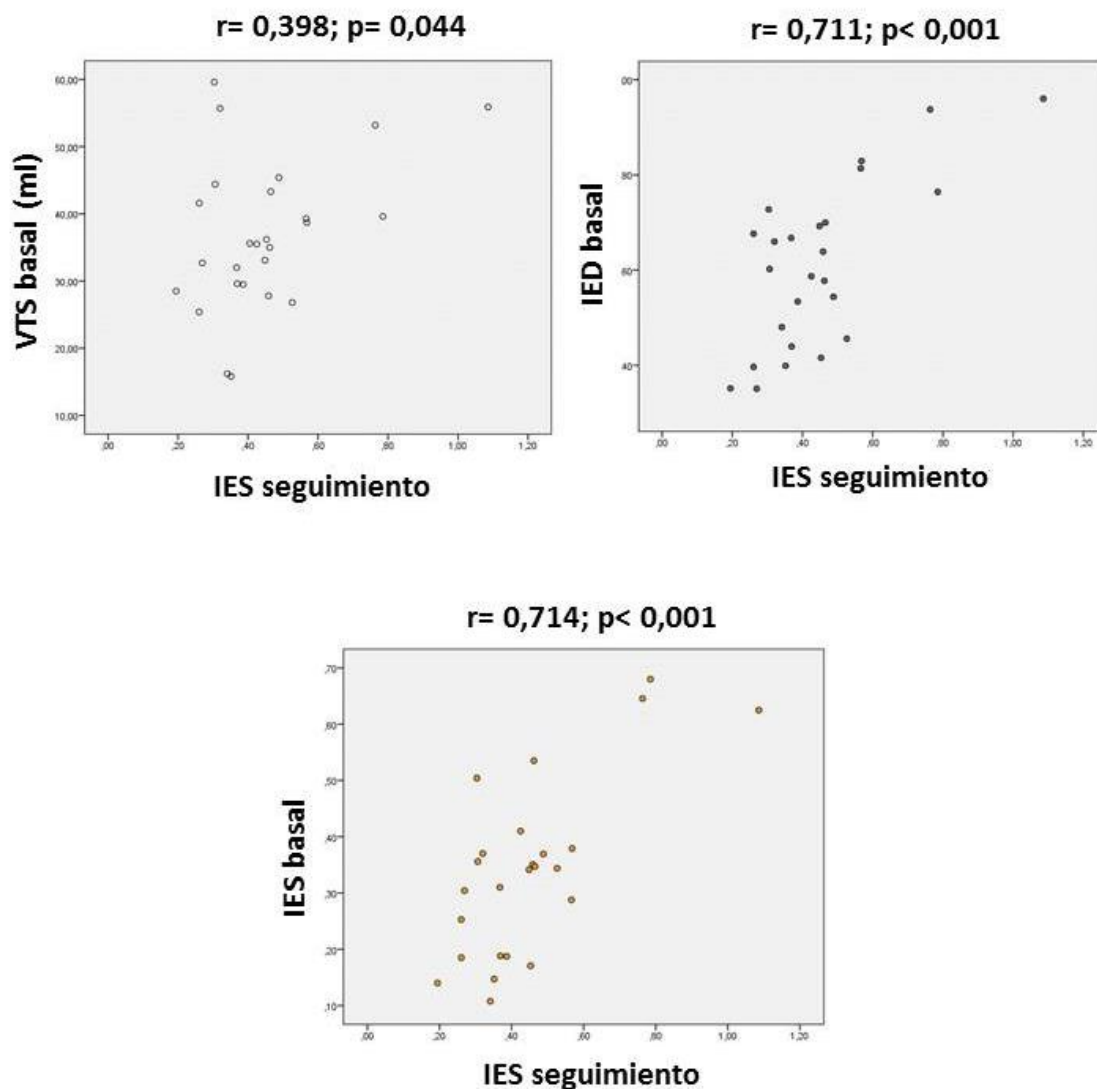 r= 0,398; p= 0,044
VTS basal (ml)
60,00
50,00
40,00
30,00
20,00
10,00
,00 ,20 ,40 ,60 ,80 1,00 1,20
IES seguimiento
r= 0,711; p< 0,001
IED basal
00
80
60
40
,00 ,20 ,40 ,60 ,80 1,00 1,20
IES seguimiento
r= 0,714; p< 0,001
IES basal
,70
,60
,50
,40
,30
,20
,10
,00 ,20 ,40 ,60 ,80 1,00 1,20
IES seguimiento